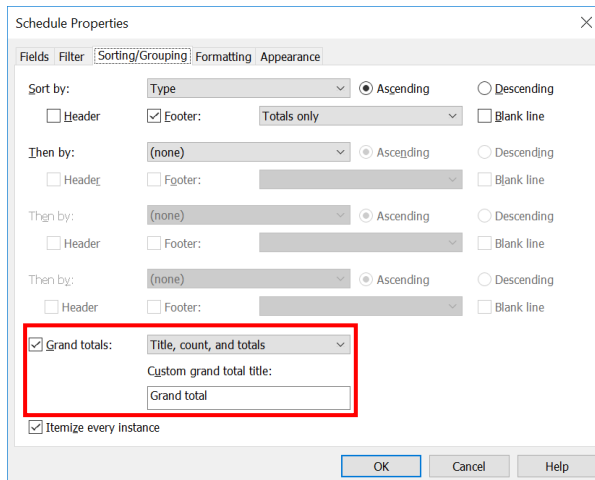 Schedule Properties
Fields Filter Sorting/Grouping Formatting Appearance
Sort by: Type Ascending Descending
Header Footer: Totals only Blank line
Then by: (none) Ascending Descending
Header Footer: Blank line
Then by: (none) Ascending Descending
Header Footer: Blank line
Then by: (none) Ascending Descending
Header Footer: Blank line
Grand totals: Title, count, and totals
Custom grand total title:
Grand total
Itemize every instance
OK Cancel Help